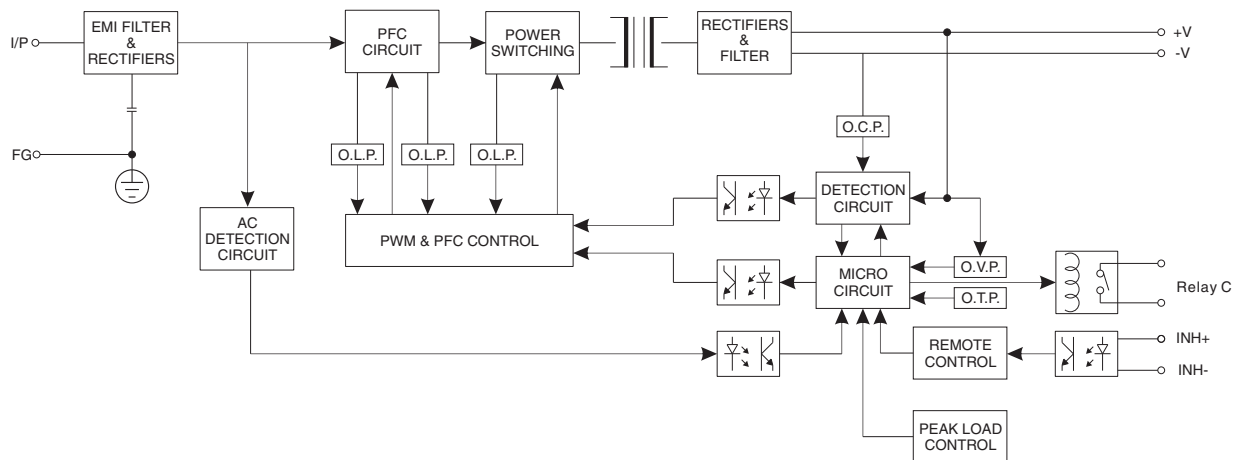 I/P
EMI FILTER
&
RECTIFIERS
PFC
CIRCUIT
POWER
SWITCHING
RECTIFIERS
&
FILTER
+V
-V
O.C.P.
FG
O.L.P.
O.L.P.
O.L.P.
AC
DETECTION
CIRCUIT
PWM & PFC CONTROL
DETECTION
CIRCUIT
MICRO
CIRCUIT
O.V.P.
O.T.P.
Relay C
REMOTE
CONTROL
INH+
INH-
PEAK LOAD
CONTROL